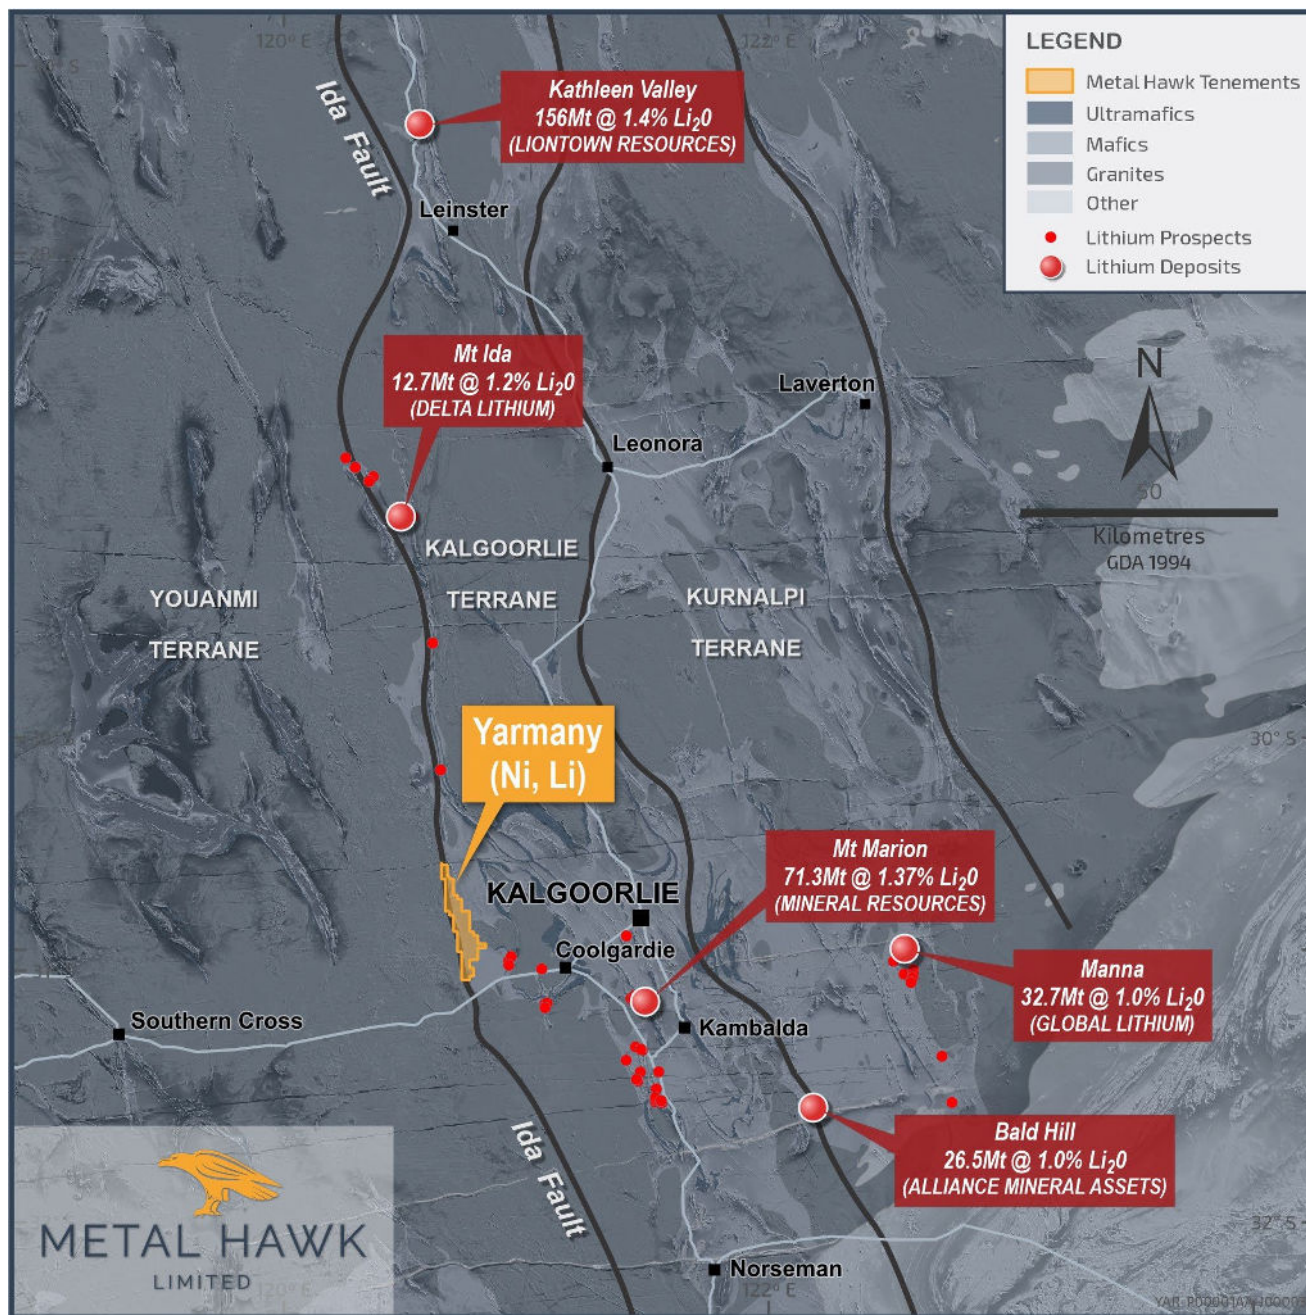 120° E
122° E
LEGEND
Metal Hawk Tenements
Ultramafics
Mafics
Granites
Other
Lithium Prospects
Lithium Deposits
Ida Fault
Kathleen Valley
156Mt @ 1.4% Li₂0
(LIONTOWN RESOURCES)
Leinster
Mt Ida
12.7Mt @ 1.2% Li₂0
(DELTA LITHIUM)
Laverton
Leonora
N
50
Kilometres
GDA 1994
KALGOORLIE
TERRANE
YOUANMI
TERRANE
KURNALPI
TERRANE
Yarmany
(Ni, Li)
30° S
Mt Marion
71.3Mt @ 1.37% Li₂0
(MINERAL RESOURCES)
KALGOORLIE
Coolgardie
Manna
32.7Mt @ 1.0% Li₂0
(GLOBAL LITHIUM)
Southern Cross
Kambalda
Bald Hill
26.5Mt @ 1.0% Li₂0
(ALLIANCE MINERAL ASSETS)
Ida Fault
32° S
METAL HAWK
LIMITED
Norseman
120° E
122° E